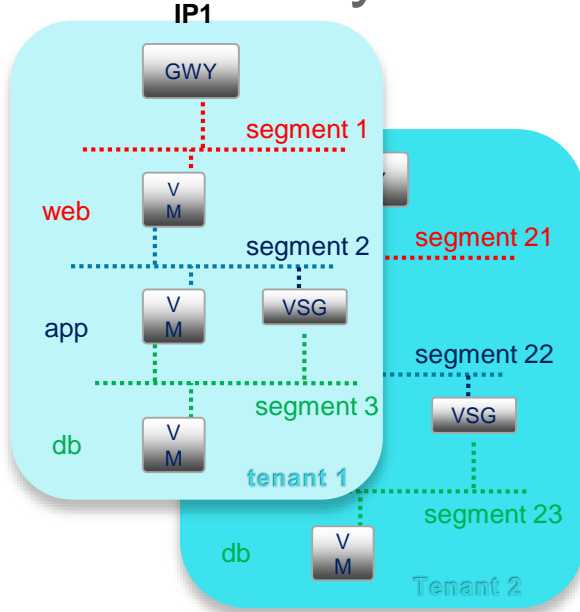 y
IP1
GWY
segment 1
V
M
web
segment 21
segment 2
V
M
VSG
app
segment 22
segment 3
VSG
V
M
db
tenant 1
segment 23
V
M
db
Tenant 2